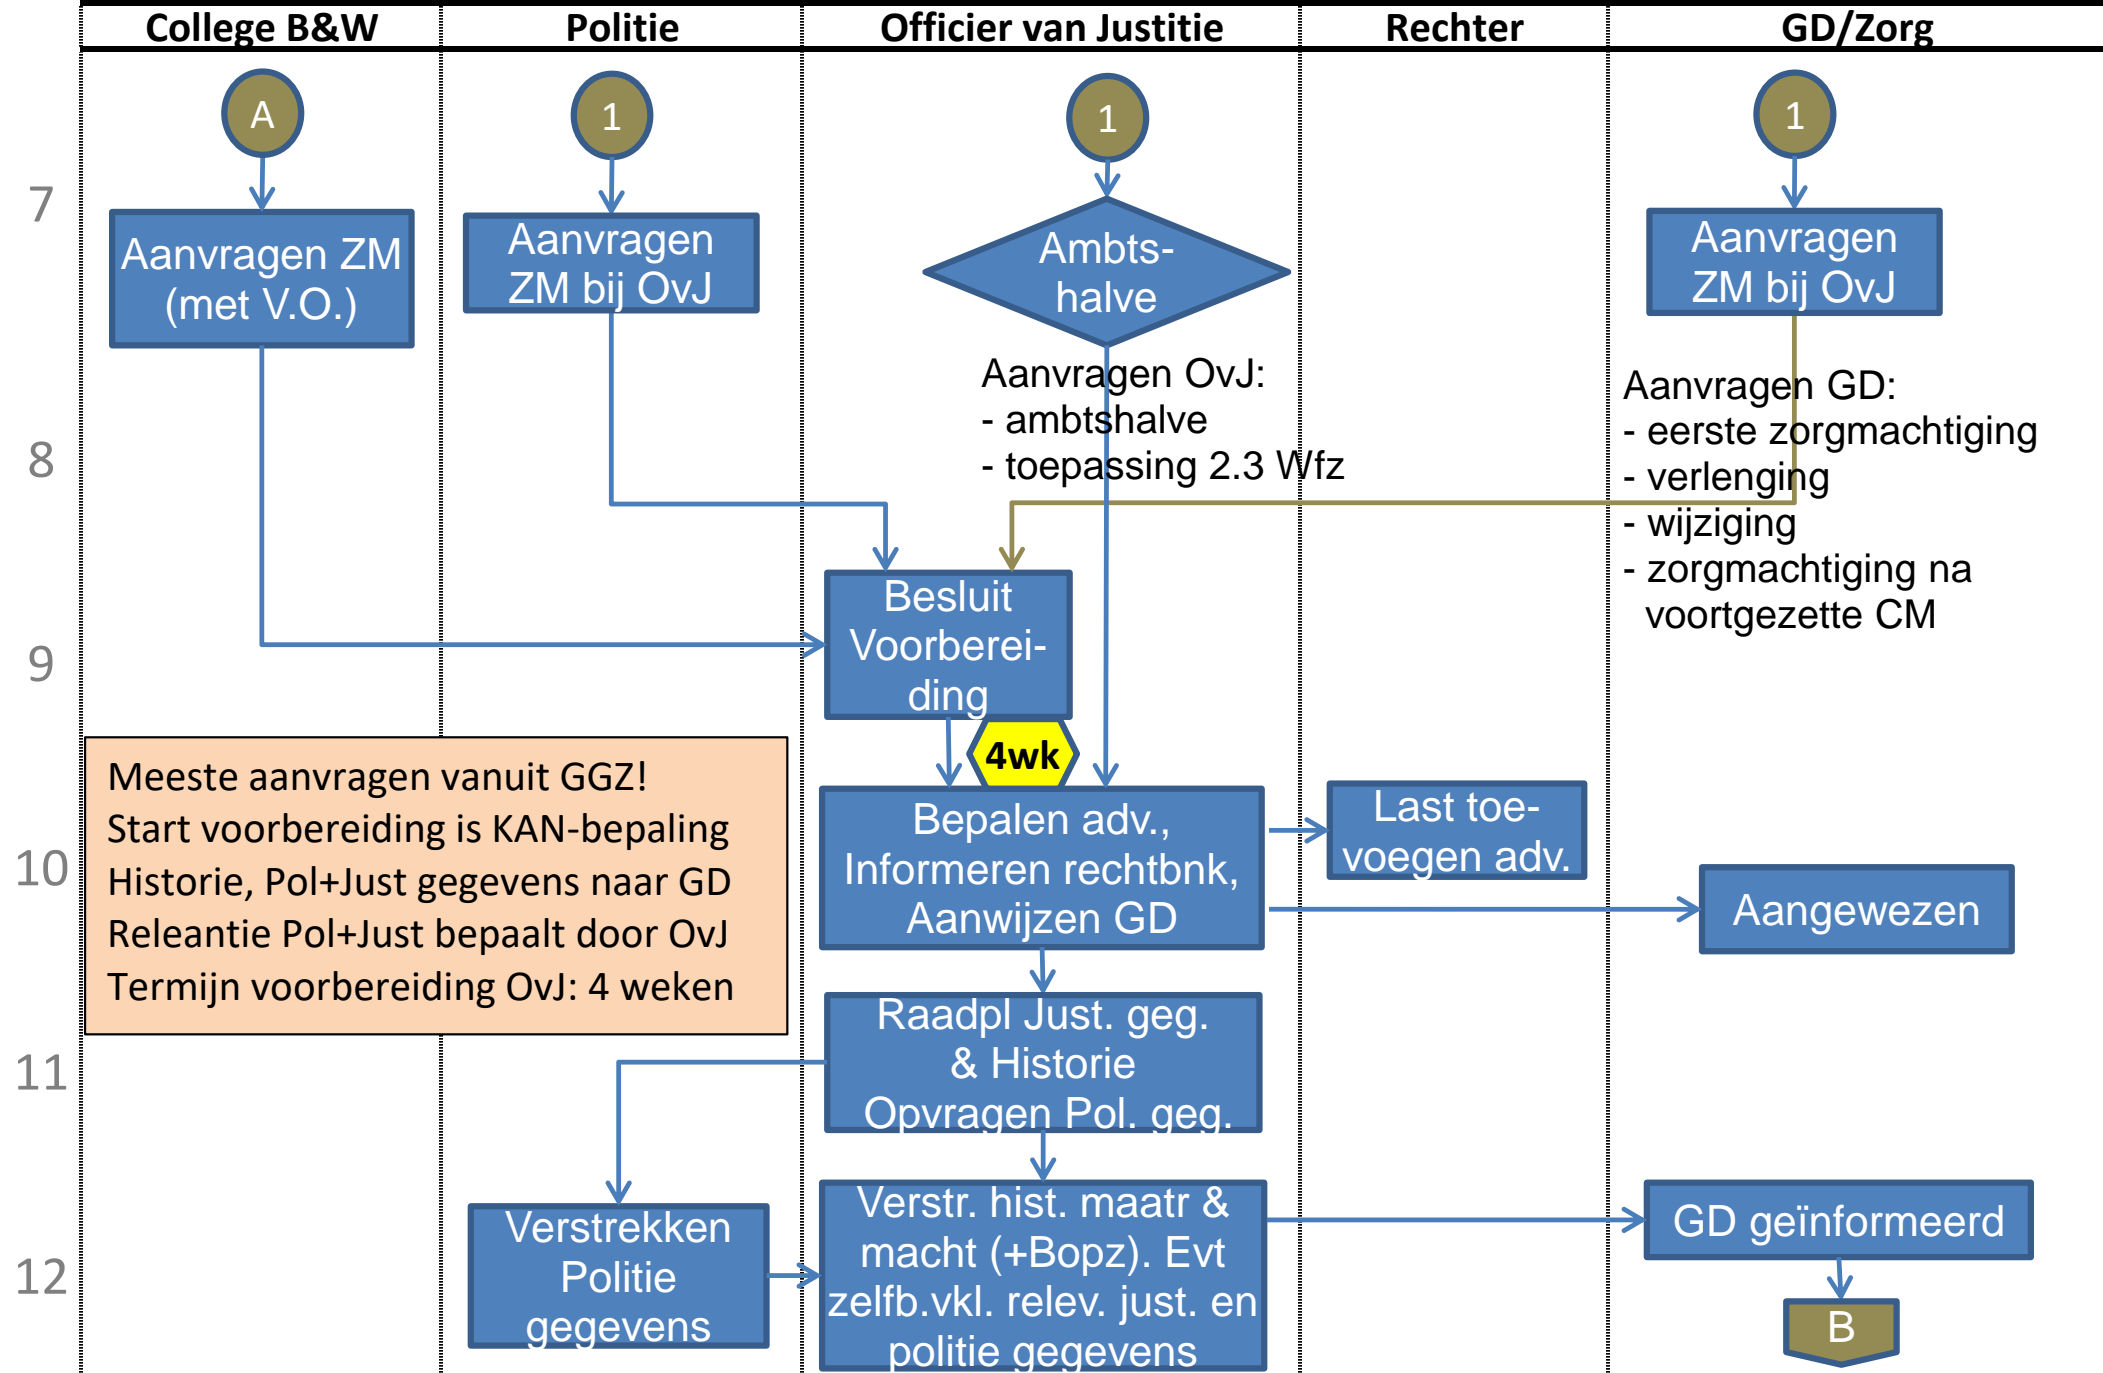 College B&W
Politie
Officier van Justitie
Rechter
GD/Zorg
A
1
1
1
7
Aanvragen ZM
(met V.O.)
Aanvragen
ZM bij OvJ
Ambts-
halve
Aanvragen
ZM bij OvJ
Aanvragen OvJ:
- ambtshalve
- toepassing 2.3 Wfz
Aanvragen GD:
- eerste zorgmachtiging
- verlenging
- wijziging
- zorgmachtiging na
voortgezette CM
8
Besluit
Voorberei-
ding
9
4wk
Meeste aanvragen vanuit GGZ!
Start voorbereiding is KAN-bepaling
Historie, Pol+Just gegevens naar GD
Releantie Pol+Just bepaalt door OvJ
Termijn voorbereiding OvJ: 4 weken
Bepalen adv.,
Informeren rechtbnk,
Aanwijzen GD
Last toe-
voegen adv.
10
Aangewezen
Raadpl Just. geg.
& Historie
Opvragen Pol. geg.
11
Verstrekken
Politie
gegevens
Verstr. hist. maatr &
macht (+Bopz). Evt
zelfb.vkl. relev. just. en
politie gegevens
GD geïnformeerd
12
B